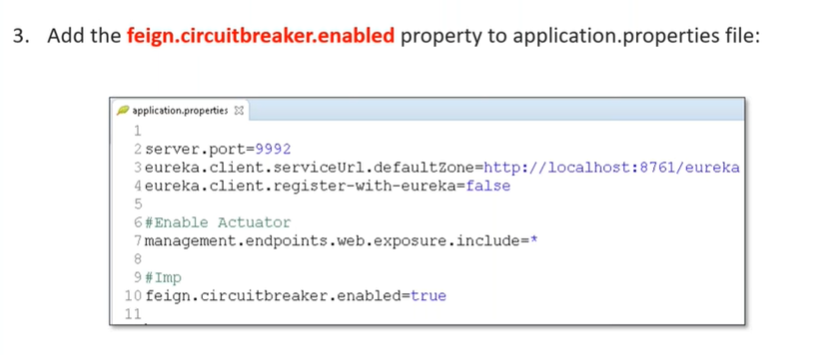 3. Add the feign.circuitbreaker.enabled property to application.properties file:
application.properties
1
2 server.port=9992
3 eureka.client.serviceUrl.defaultZone=http://localhost:8761/eureka
4 eureka.client.register-with-eureka=false
5
6 #Enable Actuator
7 management.endpoints.web.exposure.include=*
8
9 #Imp
10 feign.circuitbreaker.enabled=true
11